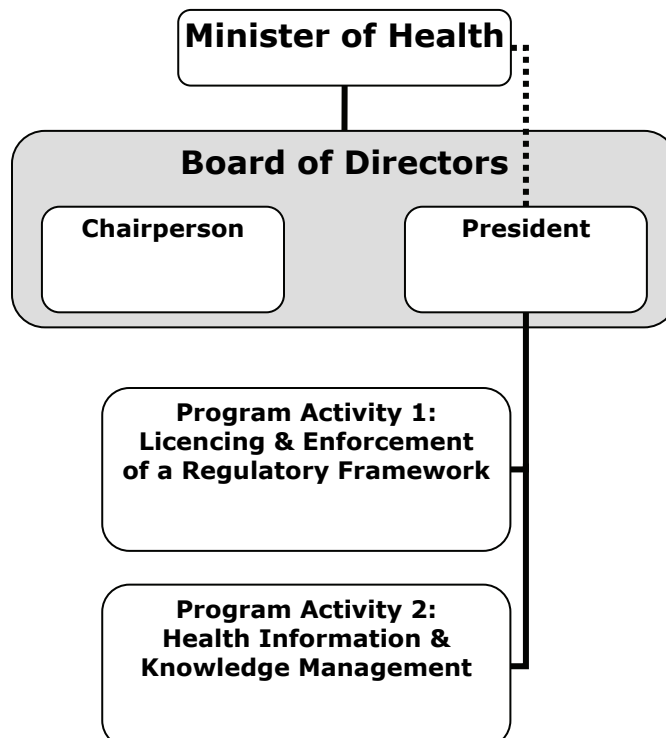 Minister of Health
Board of Directors
Chairperson
President
Program Activity 1:
Licencing & Enforcement
of a Regulatory Framework
Program Activity 2:
Health Information &
Knowledge Management